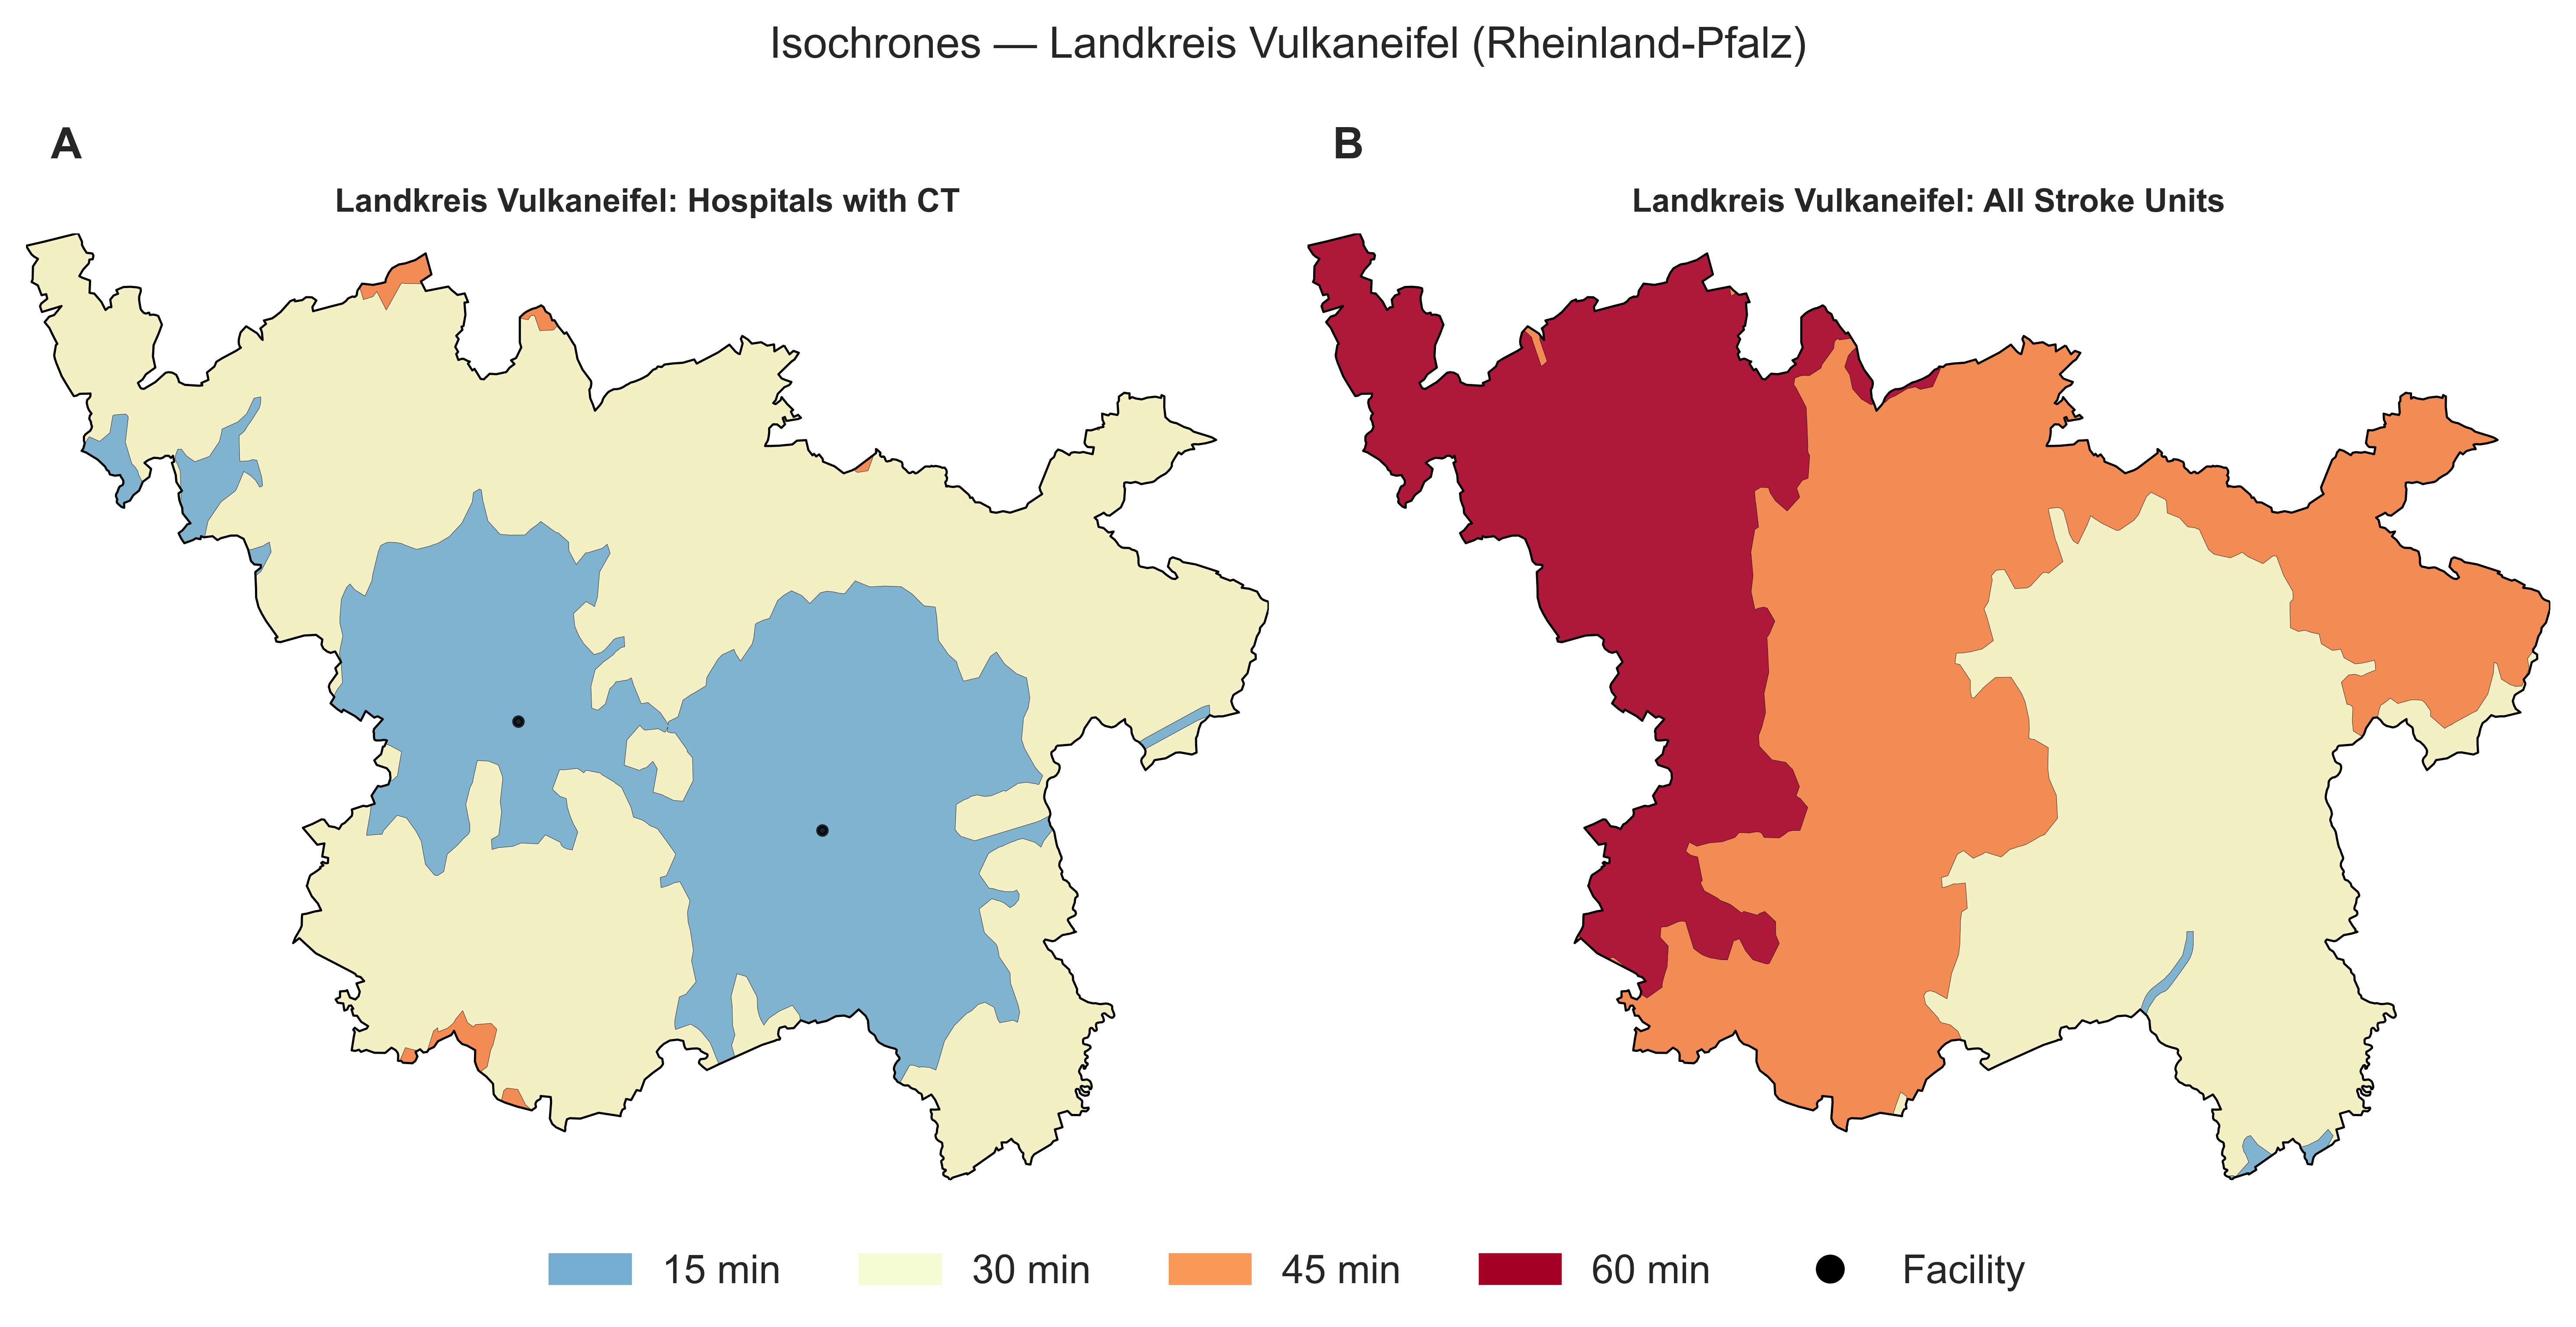 Isochrones — Landkreis Vulkaneifel (Rheinland-Pfalz)
A
B
Landkreis Vulkaneifel: Hospitals with CT
Landkreis Vulkaneifel: All Stroke Units
15 min
30 min
45 min
60 min
Facility